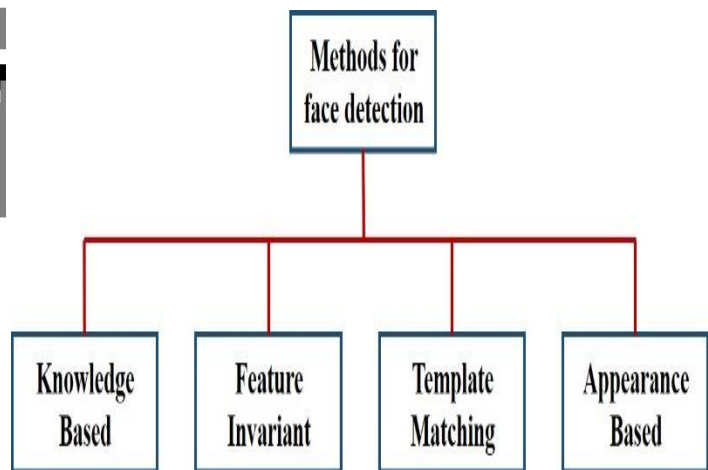 Methods for
face detection
Knowledge
Based
Feature
Invariant
Template
Matching
Appearance
Based